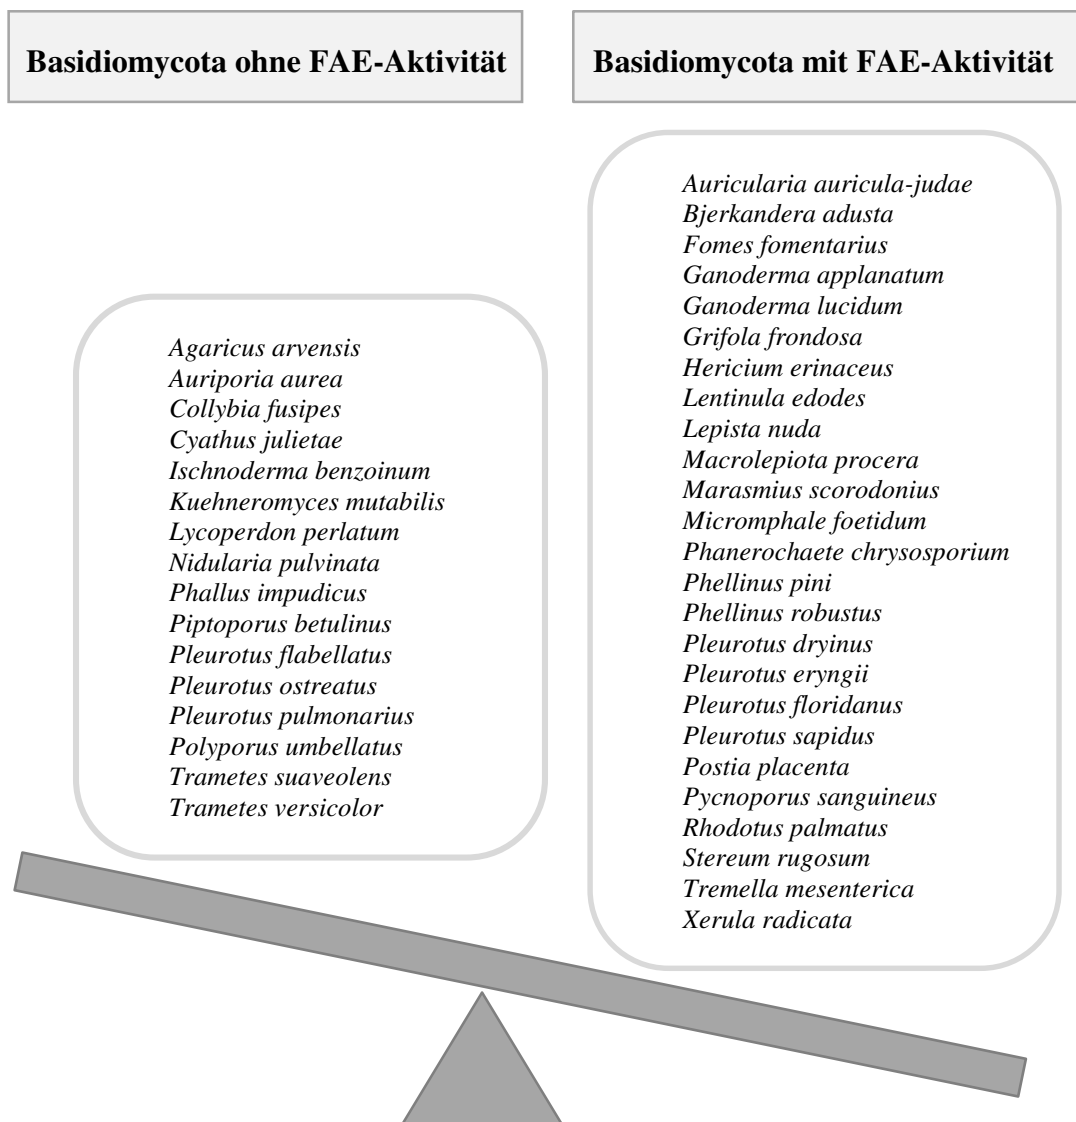 Basidiomycota ohne FAE-Aktivität
Agaricus arvensis
Auriporia aurea
Collybia fusipes
Cyathus julietae
Ischnoderma benzoinum
Kuehneromyces mutabilis
Lycoperdon perlatum
Nidularia pulvinata
Phallus impudicus
Piptoporus betulinus
Pleurotus flabellatus
Pleurotus ostreatus
Pleurotus pulmonarius
Polyporus umbellatus
Trametes suaveolens
Trametes versicolor
Basidiomycota mit FAE-Aktivität
Auricularia auricula-judae
Bjerkandera adusta
Fomes fomentarius
Ganoderma applanatum
Ganoderma lucidum
Grifola frondosa
Hericium erinaceus
Lentinula edodes
Lepista nuda
Macrolepiota procera
Marasmius scorodonius
Micromphale foetidum
Phanerochaete chrysosporium
Phellinus pini
Phellinus robustus
Pleurotus dryinus
Pleurotus eryngii
Pleurotus floridanus
Pleurotus sapidus
Postia placenta
Pycnoporus sanguineus
Rhodotus palmatus
Stereum rugosum
Tremella mesenterica
Xerula radicata